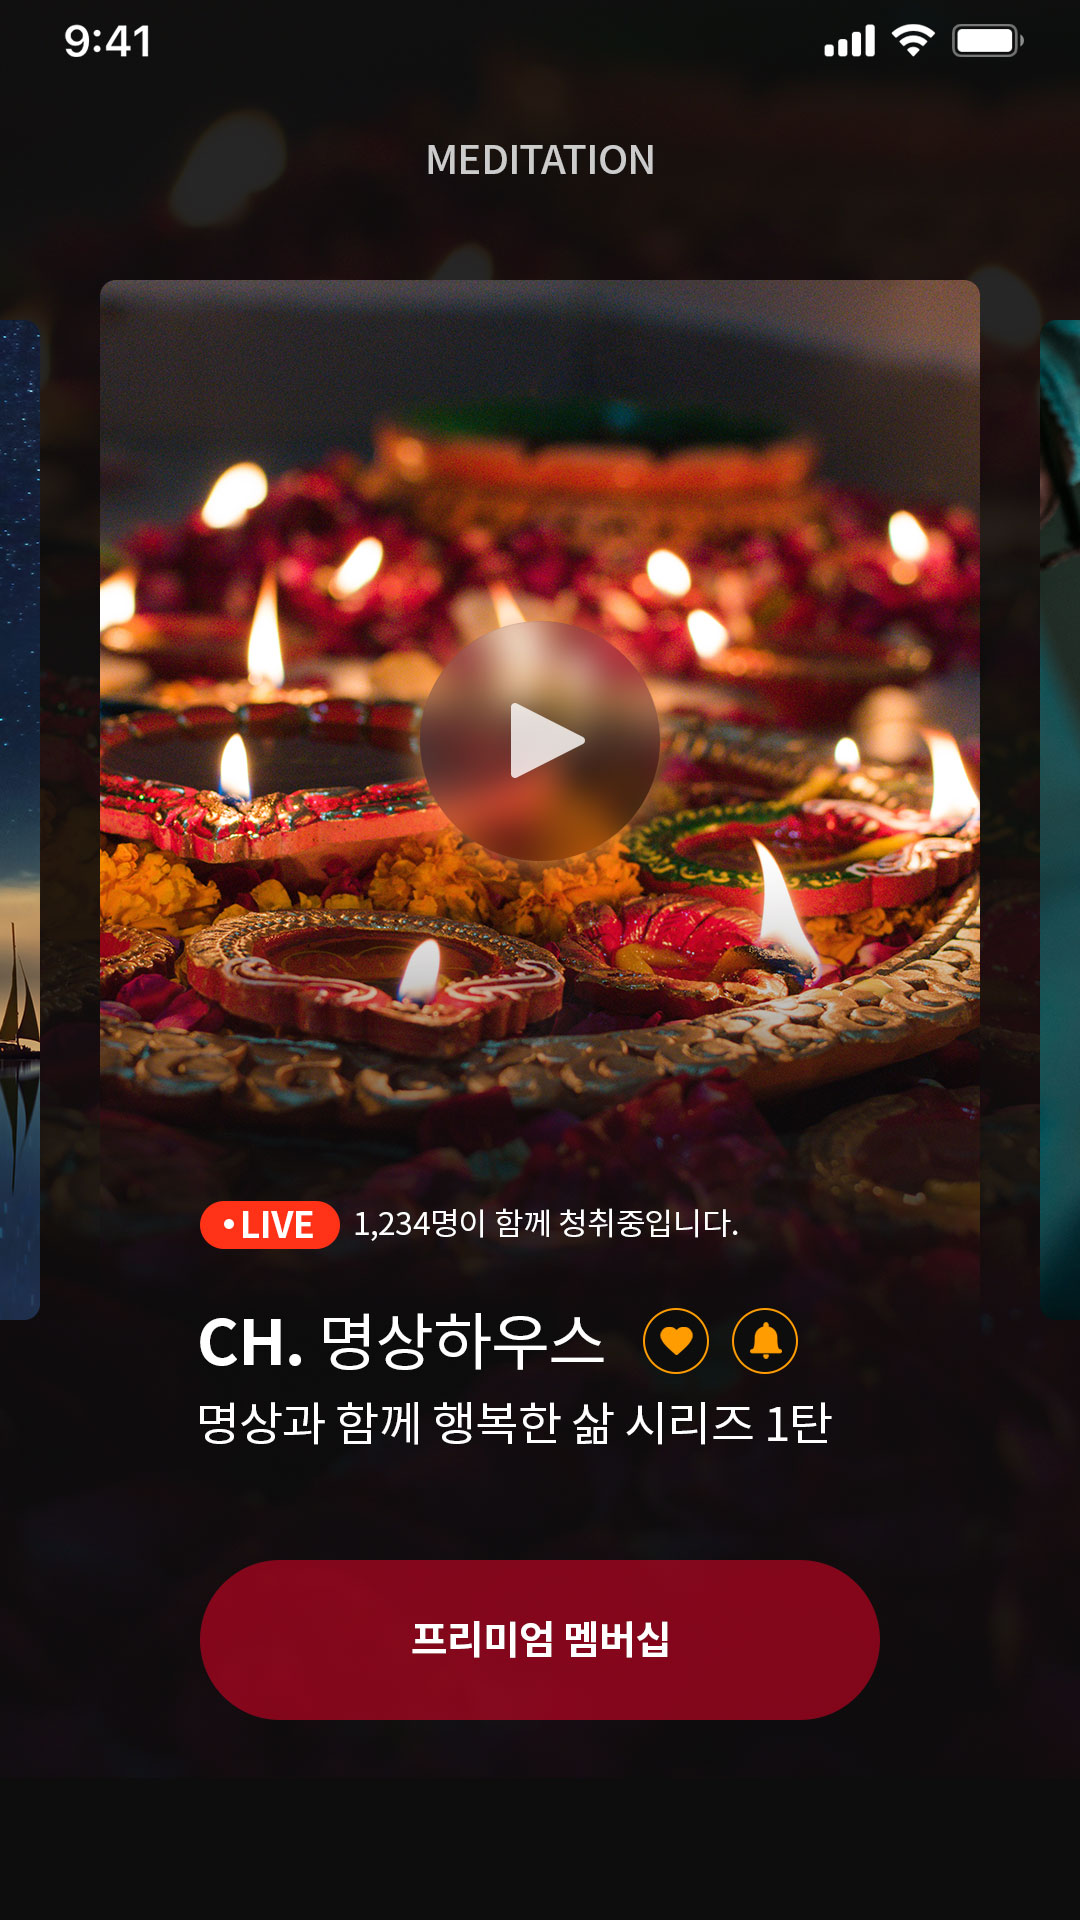 9:41
MEDITATION
• LIVE 1,234명이 함께 청취중입니다.
CH. 명상하우스
명상과 함께 행복한 삶 시리즈 1탄
프리미엄 멤버십